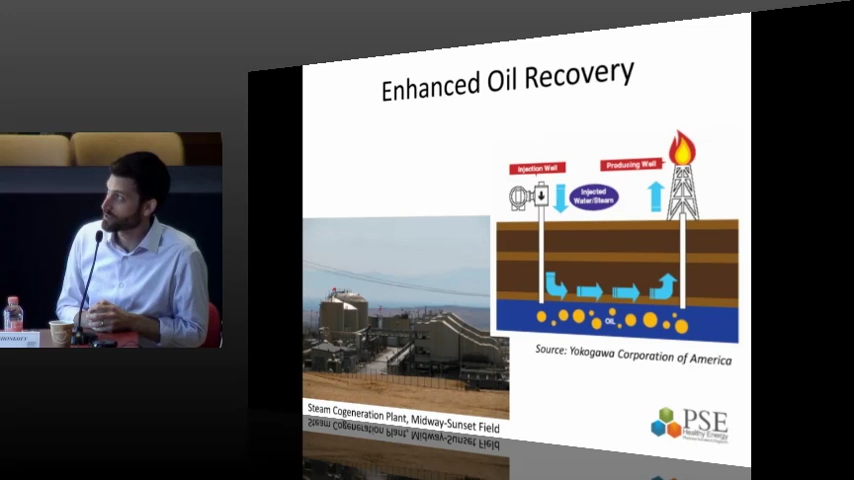 Enhanced Oil Recovery
Injection Well
Producing Well
Injected
Water/Steam
OIL
Source: Yokogawa Corporation of America
Steam Cogeneration Plant, Midway-Sunset Field
PSE
Healthy Energy